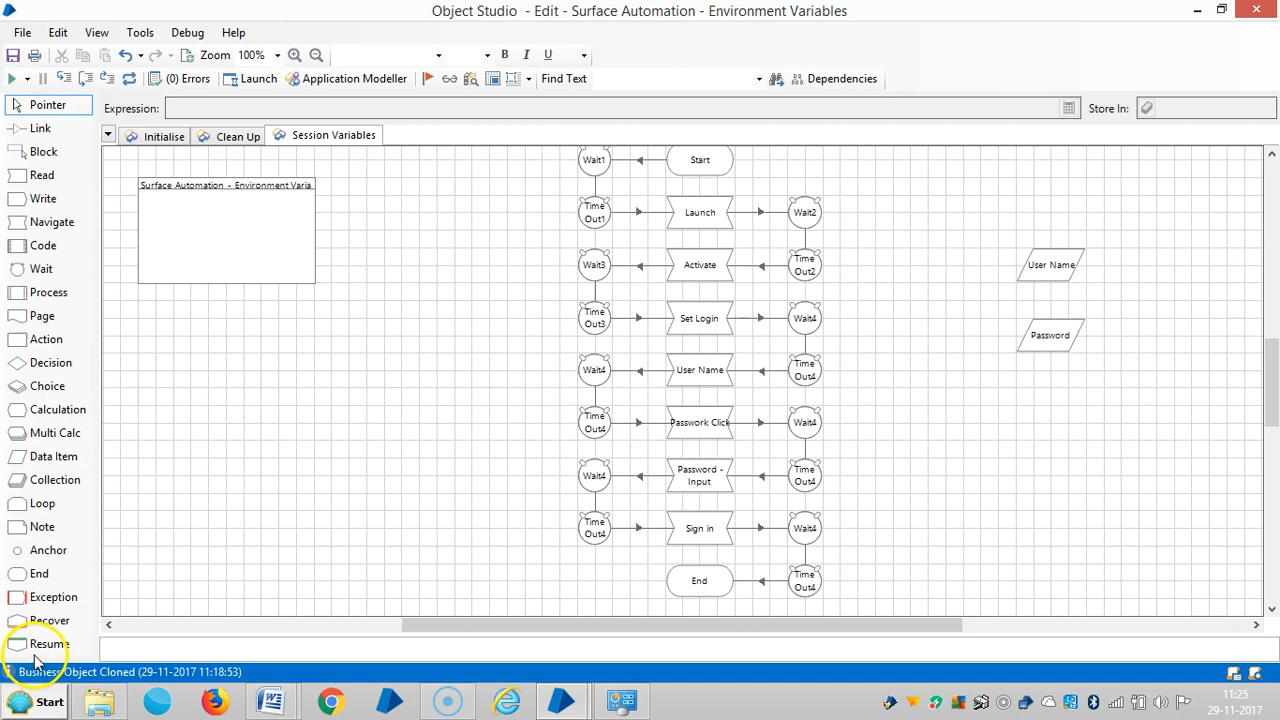 Object Studio - Edit - Surface Automation - Environment Variables
File Edit View Tools Debug Help
Zoom 100% B I U
(0) Errors Launch Application Modeller Find Text Dependencies
Pointer
Expression: Store In:
Link
Initialise Clean Up Session Variables
Block
Read
Write
Navigate
Code
Wait
Process
Page
Action
Decision
Choice
Calculation
Multi Calc
Data Item
Collection
Loop
Note
Anchor
End
Exception
Recover
Resume
Surface Automation - Environment Varia
Wait1 Start
Time
Out1 Launch Wait2
Wait3 Activate Time
Out2
User Name
Time
Out3 Set Login Wait4
Password
Wait4 User Name Time
Out4
Time
Out4 Passwork Click Wait4
Wait4 Password -
Input Time
Out4
Time
Out4 Sign in Wait4
End Time
Out4
Business Object Cloned (29-11-2017 11:18:53)
Start
11:25
29-11-2017